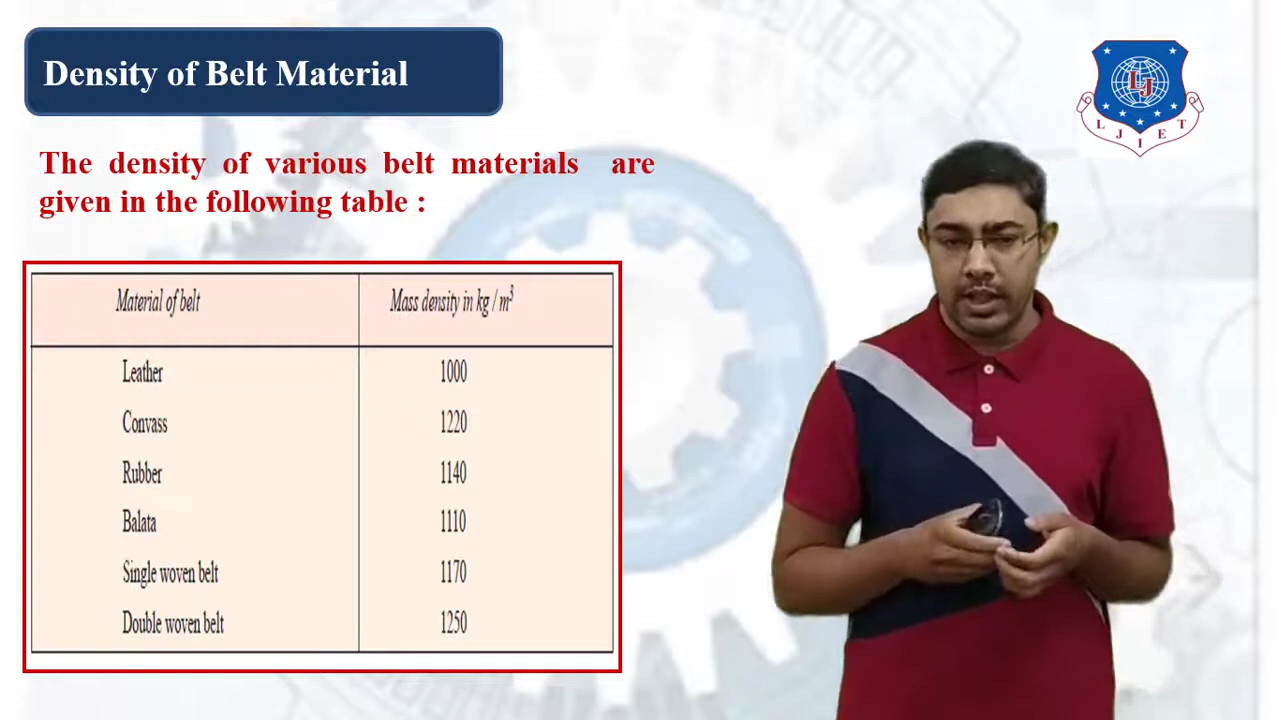 Density of Belt Material
The density of various belt materials are
given in the following table :
Material of belt Mass density in kg / m³
Leather 1000
Convass 1220
Rubber 1140
Balata 1110
Single woven belt 1170
Double woven belt 1250
LJ
L J I E T